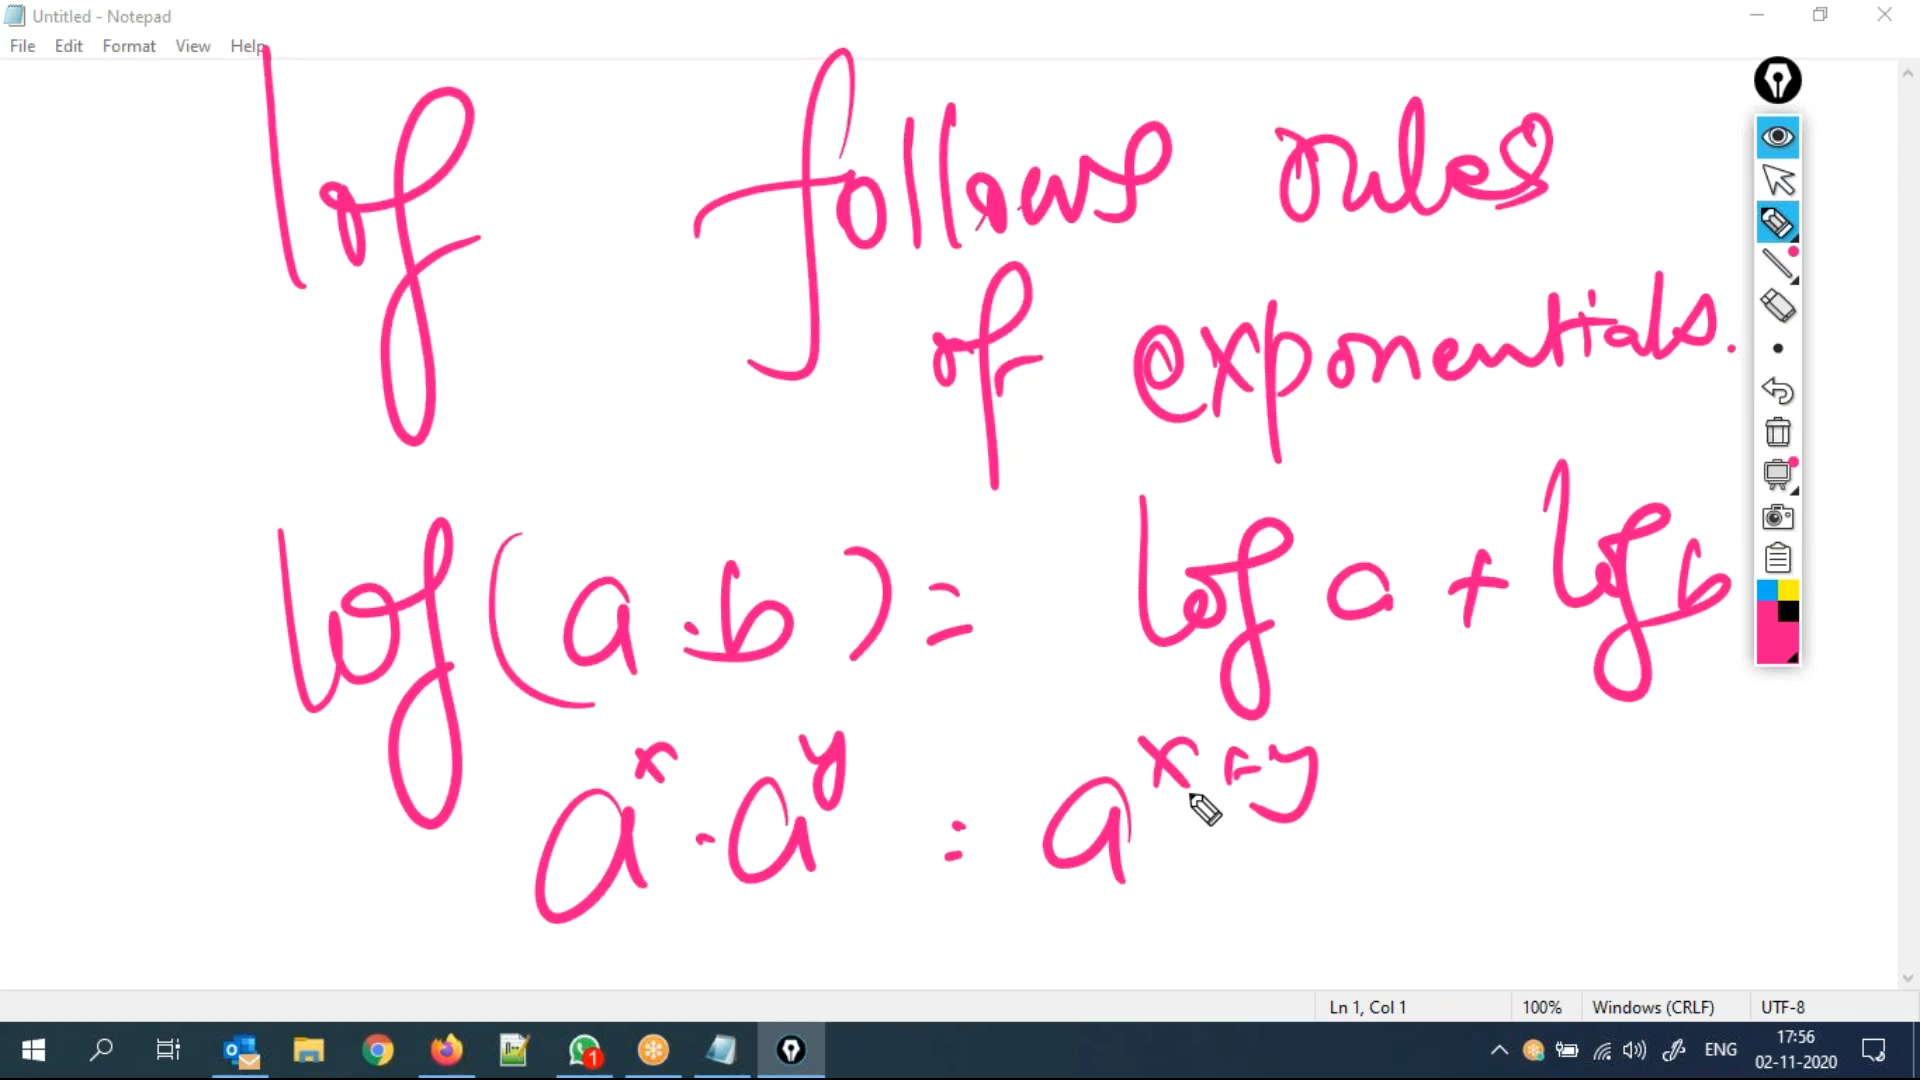 Untitled - Notepad
File Edit Format View Help
log follows rules
of exponentials.
log(a·b) = log a + log b
a^x · a^y = a^x+y
Ln 1, Col 1 100% Windows (CRLF) UTF-8
1
ENG
17:56
02-11-2020